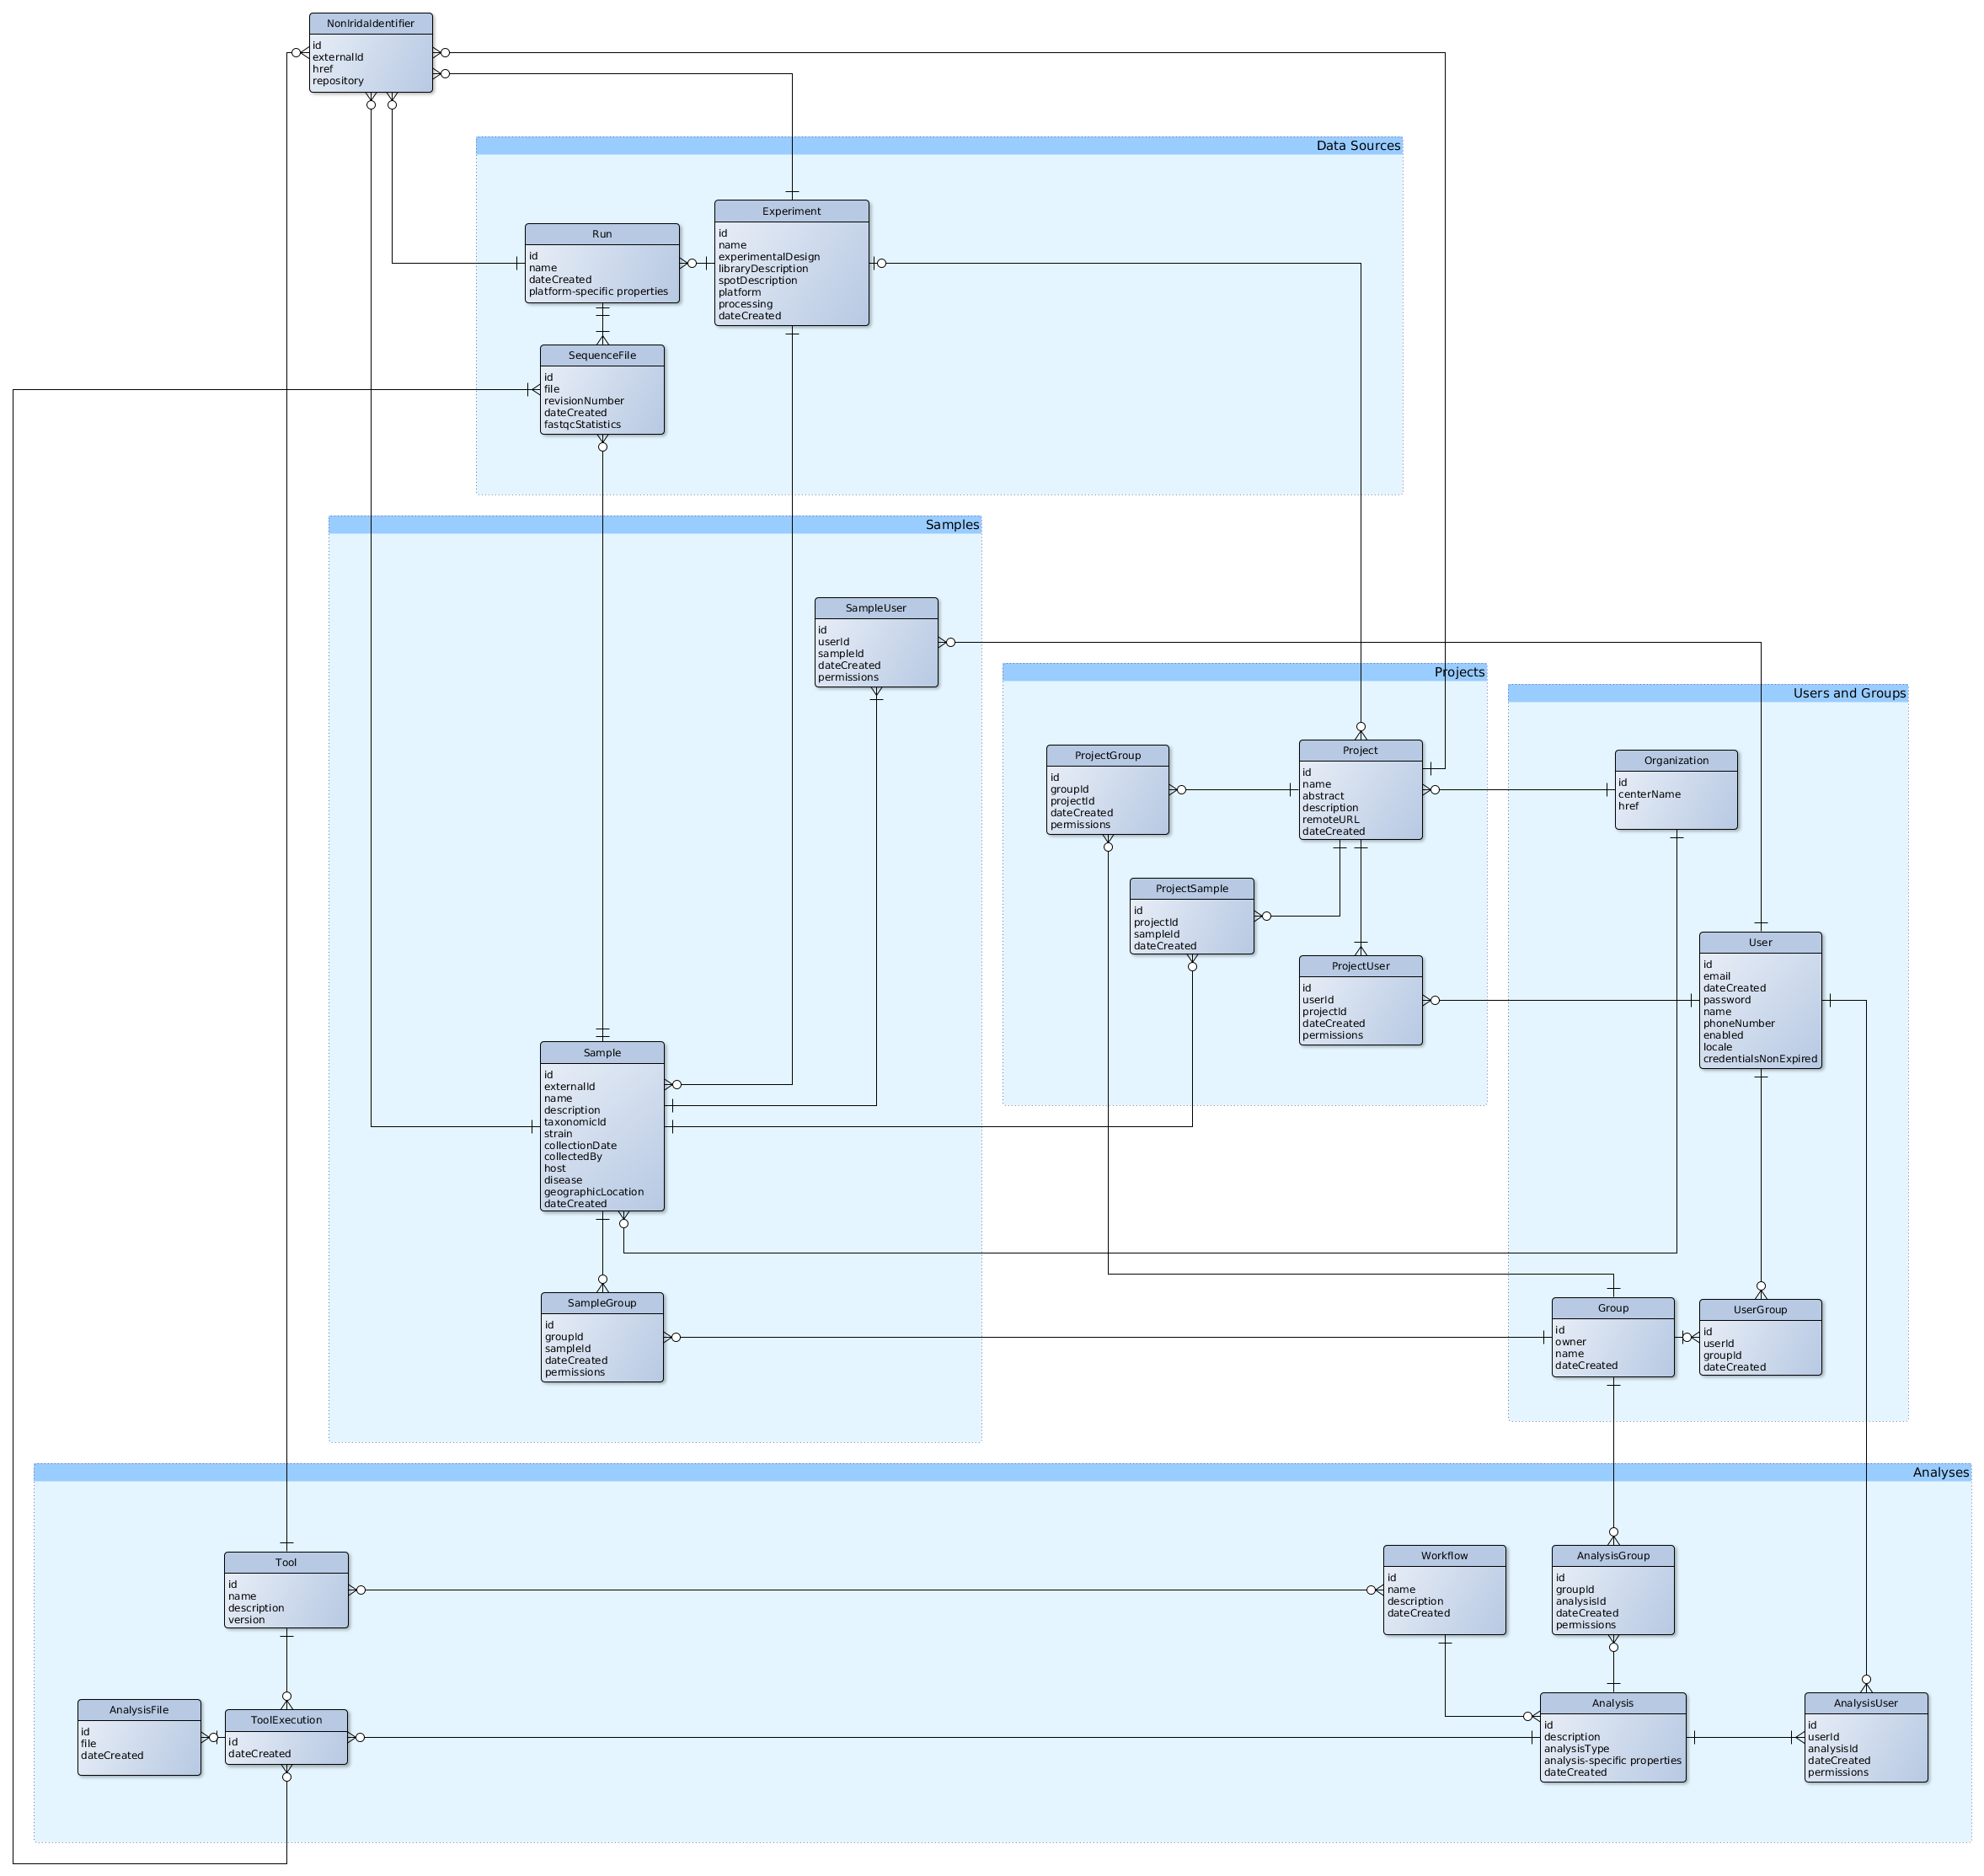 NonIridaIdentifier
id
externalId
href
repository
Data Sources
Experiment
id
name
experimentalDesign
libraryDescription
spotDescription
platform
processing
dateCreated
Run
id
name
dateCreated
platform-specific properties
SequenceFile
id
file
revisionNumber
dateCreated
fastqcStatistics
Samples
SampleUser
id
userId
sampleId
dateCreated
permissions
Sample
id
externalId
name
description
taxonomicId
strain
collectionDate
collectedBy
host
disease
geographicLocation
dateCreated
SampleGroup
id
groupId
sampleId
dateCreated
permissions
Projects
ProjectGroup
id
groupId
projectId
dateCreated
permissions
Project
id
name
abstract
description
remoteURL
dateCreated
ProjectSample
id
projectId
sampleId
dateCreated
ProjectUser
id
userId
projectId
dateCreated
permissions
Users and Groups
Organization
id
centerName
href
User
id
email
dateCreated
password
name
phoneNumber
enabled
locale
credentialsNonExpired
Group
id
owner
name
dateCreated
UserGroup
id
userId
groupId
dateCreated
Analyses
Tool
id
name
description
version
Workflow
id
name
description
dateCreated
AnalysisGroup
id
groupId
analysisId
dateCreated
permissions
AnalysisFile
id
file
dateCreated
ToolExecution
id
dateCreated
Analysis
id
description
analysisType
analysis-specific properties
dateCreated
AnalysisUser
id
userId
analysisId
dateCreated
permissions